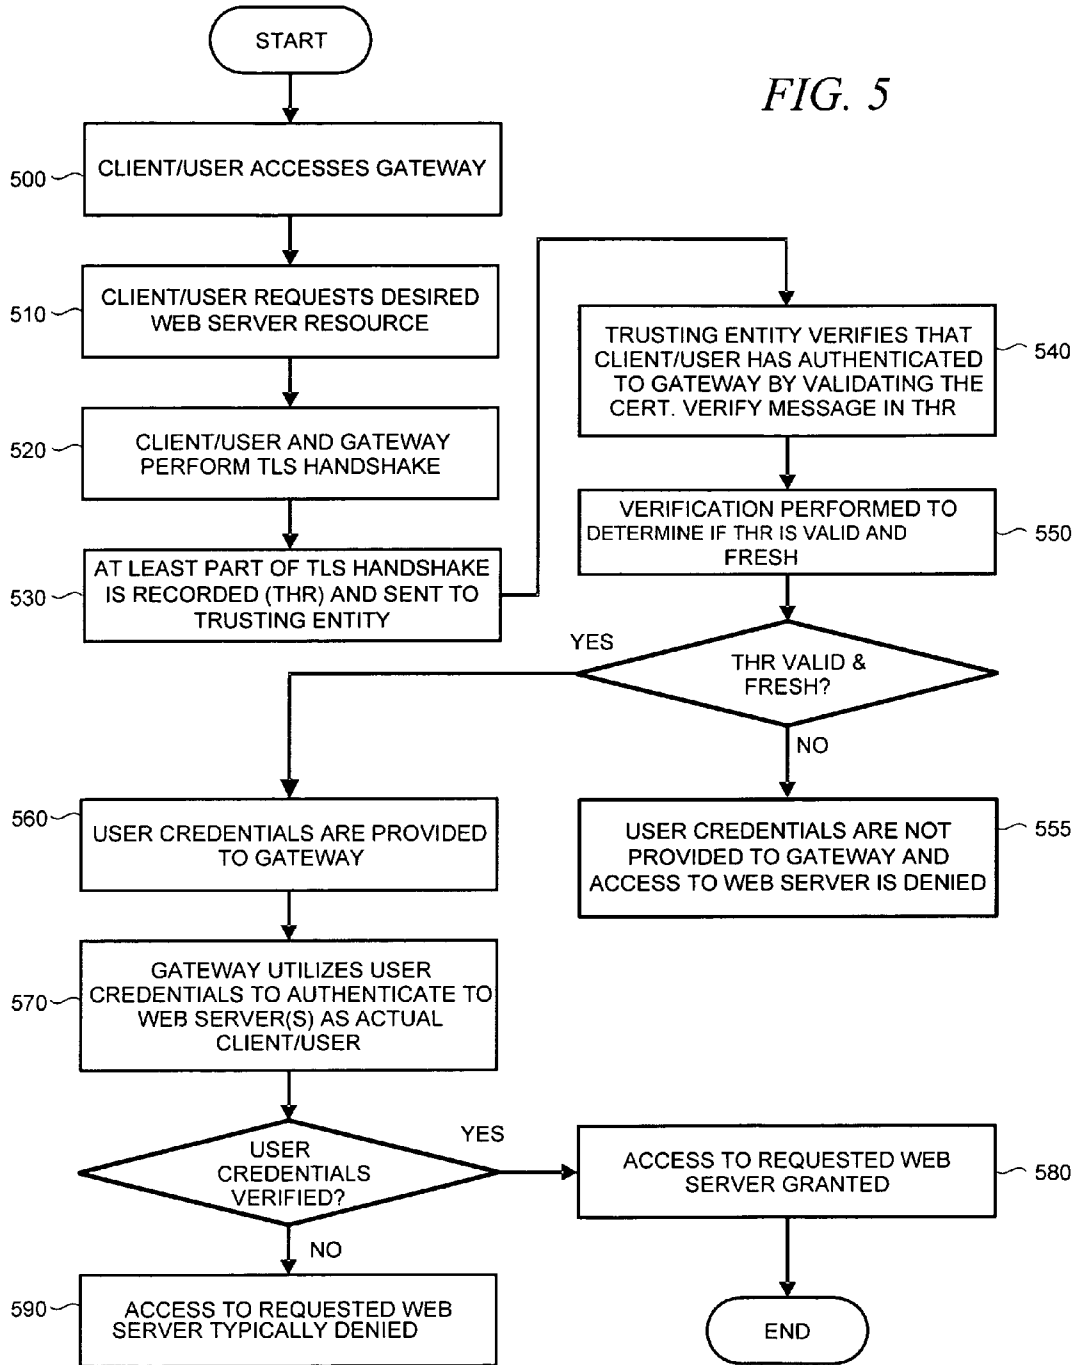 START
FIG. 5
500
CLIENT/USER ACCESSES GATEWAY
510
CLIENT/USER REQUESTS DESIRED
WEB SERVER RESOURCE
520
CLIENT/USER AND GATEWAY
PERFORM TLS HANDSHAKE
530
AT LEAST PART OF TLS HANDSHAKE
IS RECORDED (THR) AND SENT TO
TRUSTING ENTITY
TRUSTING ENTITY VERIFIES THAT
CLIENT/USER HAS AUTHENTICATED
TO GATEWAY BY VALIDATING THE
CERT. VERIFY MESSAGE IN THR
540
VERIFICATION PERFORMED TO
DETERMINE IF THR IS VALID AND
FRESH
550
YES
THR VALID &
FRESH?
NO
USER CREDENTIALS ARE NOT
PROVIDED TO GATEWAY AND
ACCESS TO WEB SERVER IS DENIED
555
560
USER CREDENTIALS ARE PROVIDED
TO GATEWAY
570
GATEWAY UTILIZES USER
CREDENTIALS TO AUTHENTICATE TO
WEB SERVER(S) AS ACTUAL
CLIENT/USER
USER
CREDENTIALS
VERIFIED?
YES
ACCESS TO REQUESTED WEB
SERVER GRANTED
580
NO
590
ACCESS TO REQUESTED WEB
SERVER TYPICALLY DENIED
END